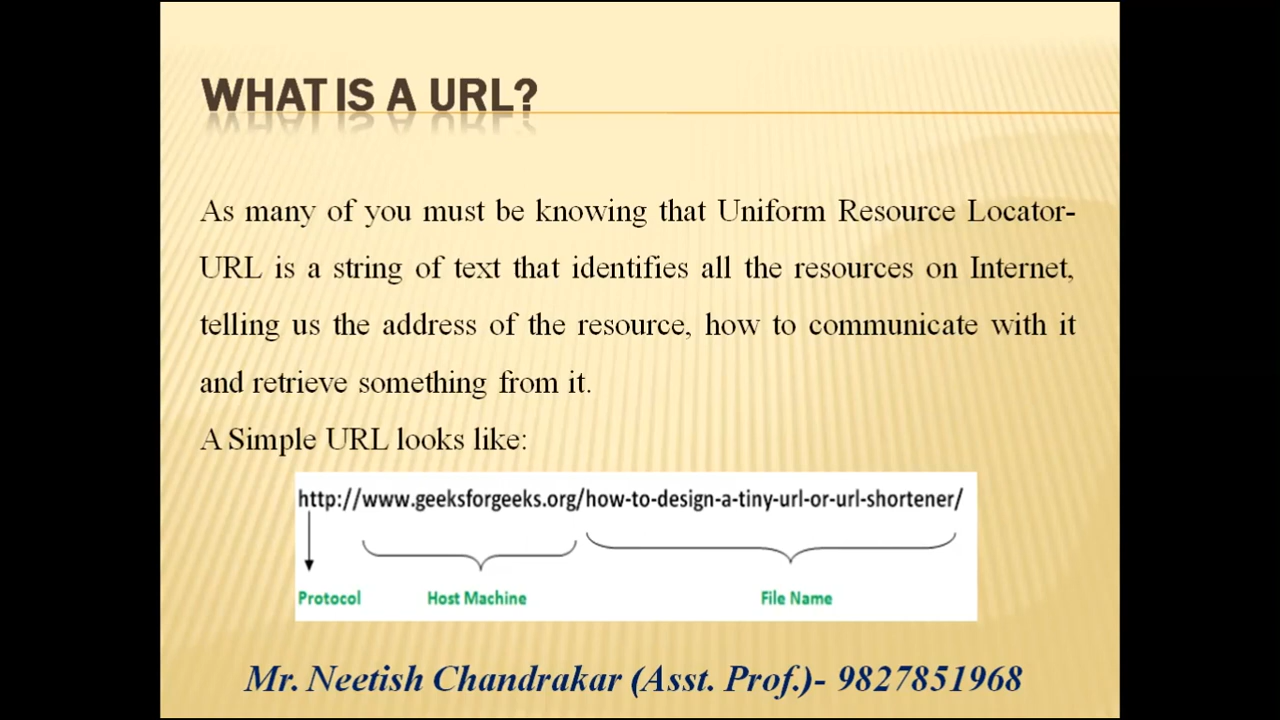 WHAT IS A URL?
As many of you must be knowing that Uniform Resource Locator-
URL is a string of text that identifies all the resources on Internet,
telling us the address of the resource, how to communicate with it
and retrieve something from it.
A Simple URL looks like:
http://www.geeksforgeeks.org/how-to-design-a-tiny-url-or-url-shortener/
Protocol Host Machine File Name
Mr. Neetish Chandrakar (Asst. Prof.)- 9827851968